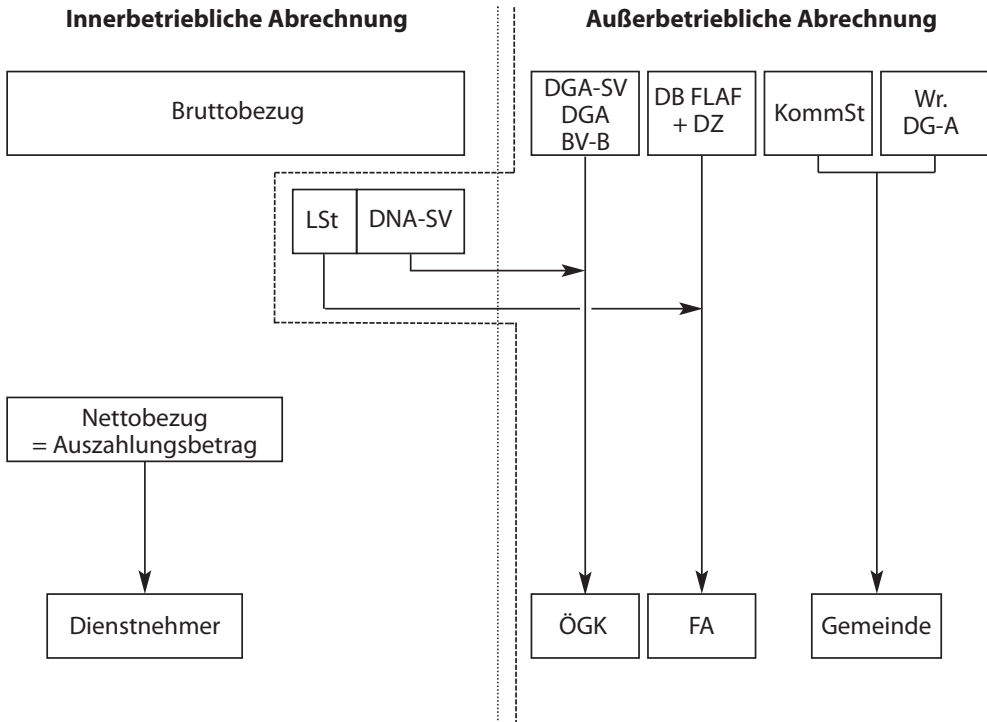 Innerbetriebliche Abrechnung
Außerbetriebliche Abrechnung
Bruttobezug
DGA-SV
DGA
BV-B
DB FLAF
+ DZ
KommSt
Wr.
DG-A
LSt
DNA-SV
Nettobezug
= Auszahlungsbetrag
Dienstnehmer
ÖGK
FA
Gemeinde